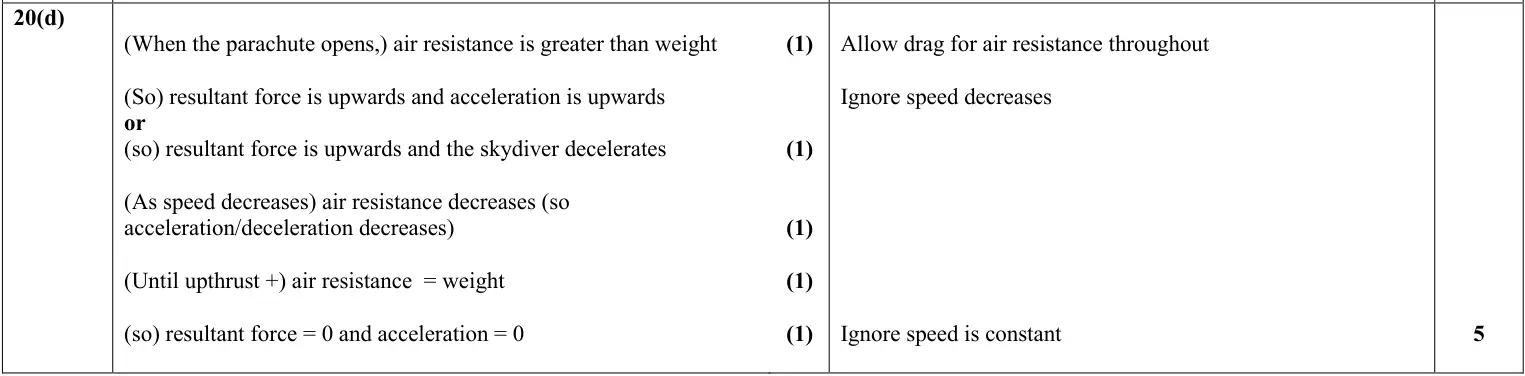 20(d)
(When the parachute opens,) air resistance is greater than weight (1) Allow drag for air resistance throughout
(So) resultant force is upwards and acceleration is upwards Ignore speed decreases
or
(so) resultant force is upwards and the skydiver decelerates (1)
(As speed decreases) air resistance decreases (so
acceleration/deceleration decreases) (1)
(Until upthrust +) air resistance = weight (1)
(so) resultant force = 0 and acceleration = 0 (1) Ignore speed is constant 5